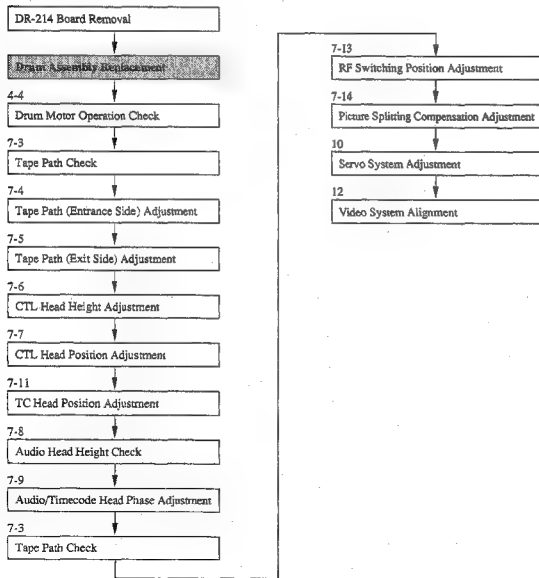 DR-214 Board Removal
Drum Assembly Replacement
4-4
Drum Motor Operation Check
7-3
Tape Path Check
7-4
Tape Path (Entrance Side) Adjustment
7-5
Tape Path (Exit Side) Adjustment
7-6
CTL Head Height Adjustment
7-7
CTL Head Position Adjustment
7-11
TC Head Position Adjustment
7-8
Audio Head Height Check
7-9
Audio/Timecode Head Phase Adjustment
7-3
Tape Path Check
7-13
RF Switching Position Adjustment
7-14
Picture Splitting Compensation Adjustment
10
Servo System Adjustment
12
Video System Alignment